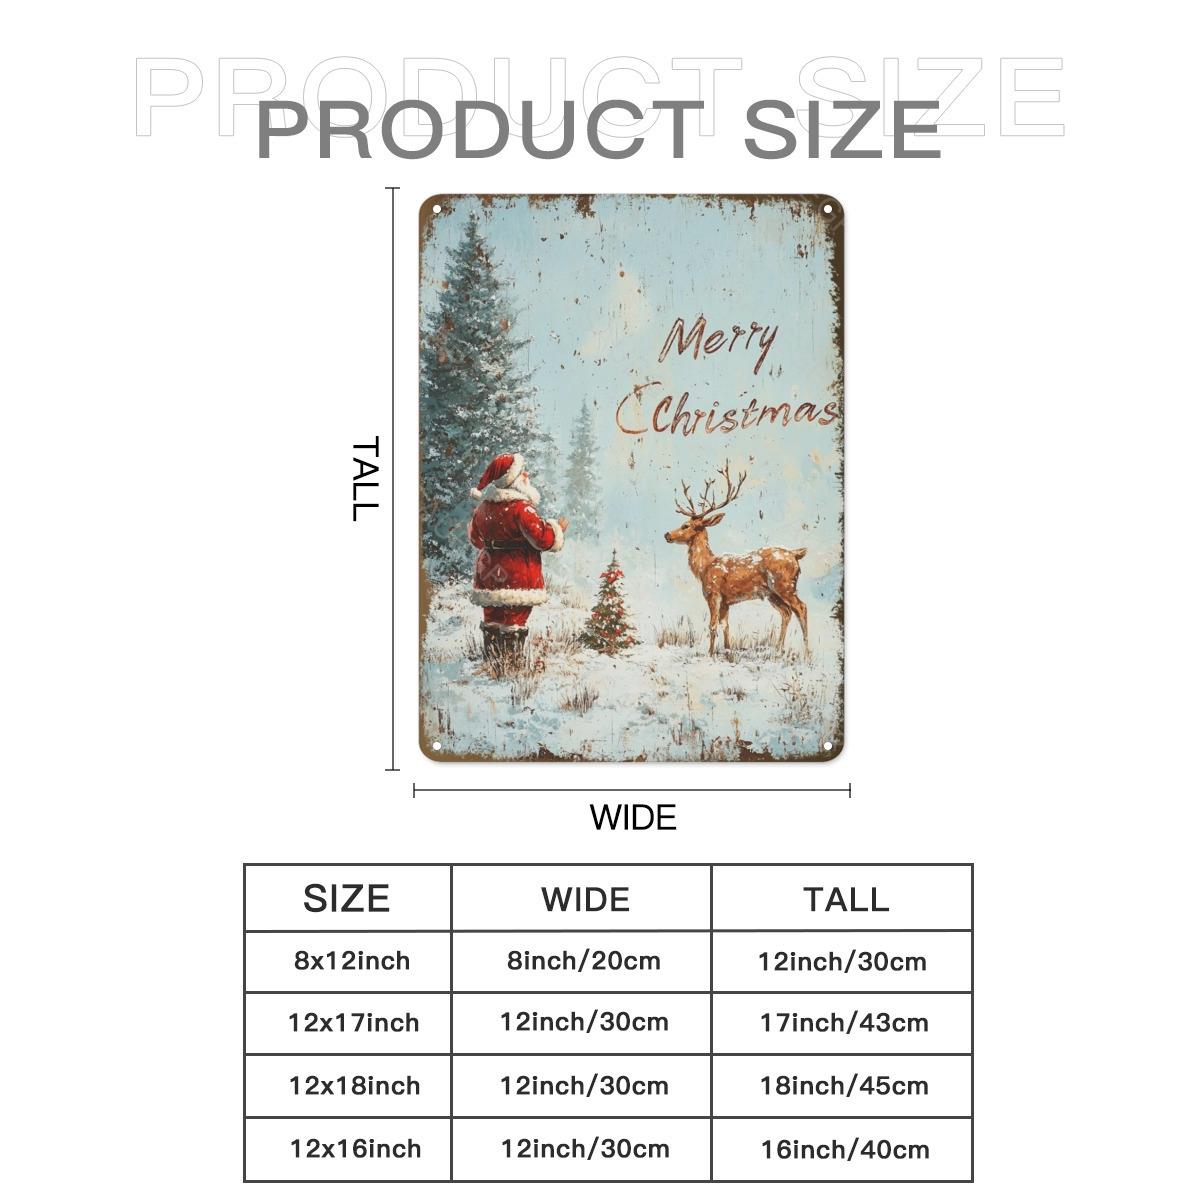 PRODUCT SIZE
PRODUCT SIZE
Merry
Christmas
TALL
WIDE
SIZE WIDE TALL
8x12inch 8inch/20cm 12inch/30cm
12x17inch 12inch/30cm 17inch/43cm
12x18inch 12inch/30cm 18inch/45cm
12x16inch 12inch/30cm 16inch/40cm